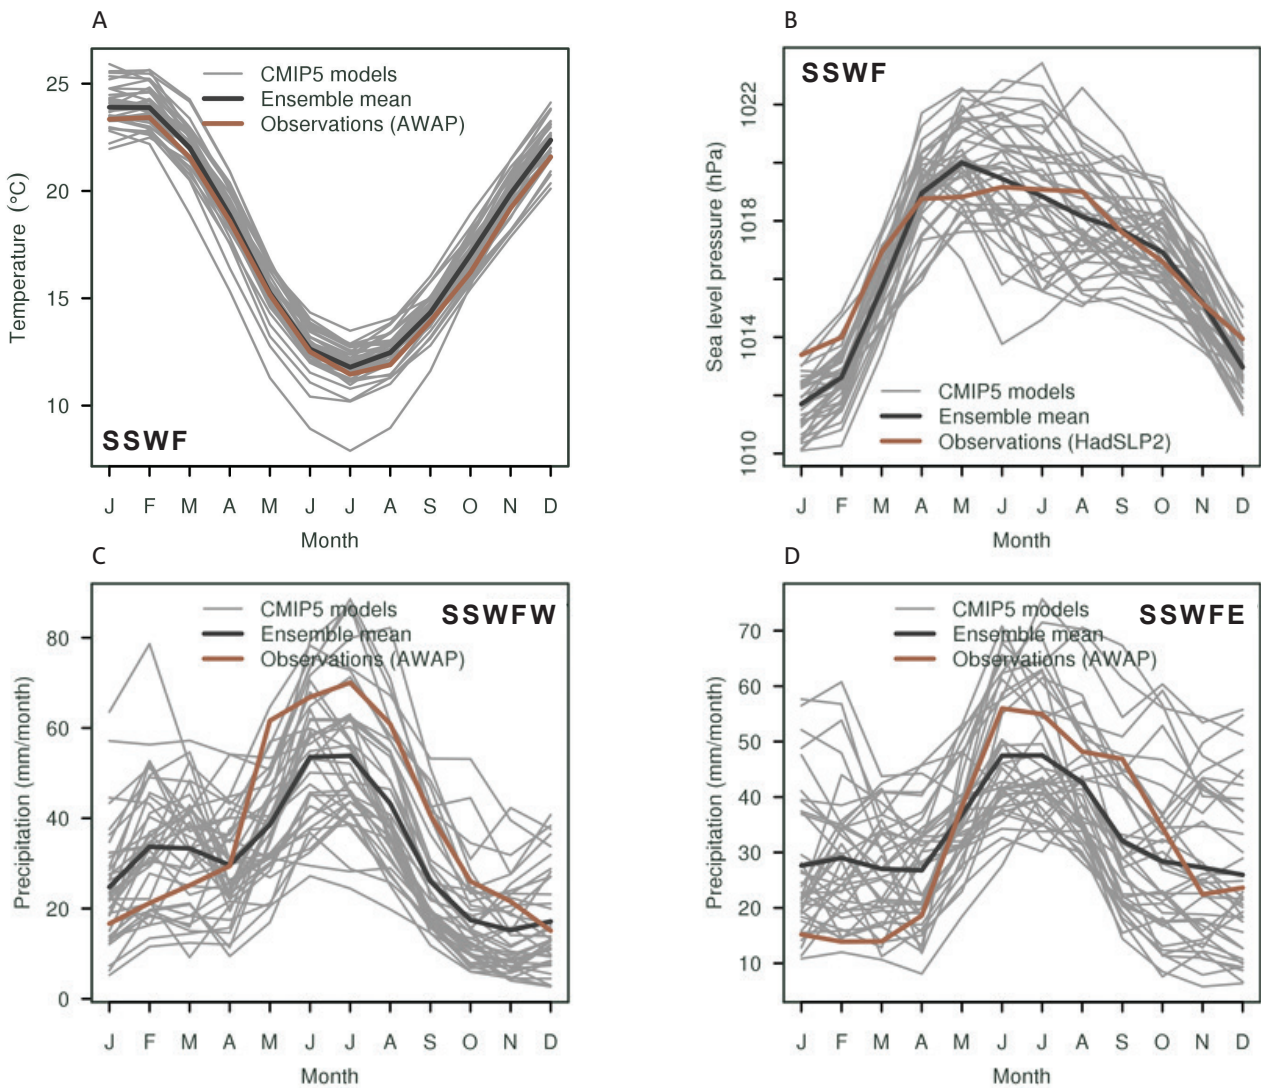 A
CMIP5 models
Ensemble mean
Observations (AWAP)
25
20
15
10
Temperature (°C)
SSWF
J F M A M J J A S O N D
Month
B
SSWF
1022
1018
1014
1010
Sea level pressure (hPa)
CMIP5 models
Ensemble mean
Observations (HadSLP2)
J F M A M J J A S O N D
Month
C
CMIP5 models
Ensemble mean
Observations (AWAP)
SSWFW
80
60
40
20
0
Precipitation (mm/month)
J F M A M J J A S O N D
Month
D
CMIP5 models
Ensemble mean
Observations (AWAP)
SSWFE
70
60
50
40
30
20
10
Precipitation (mm/month)
J F M A M J J A S O N D
Month